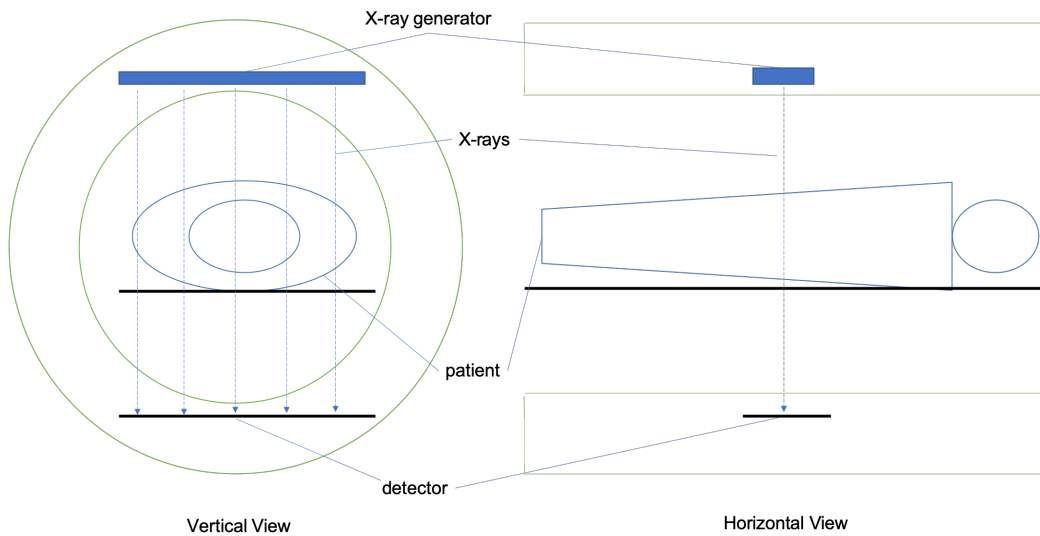 X-ray generator
X-rays
patient
detector
Vertical View
Horizontal View